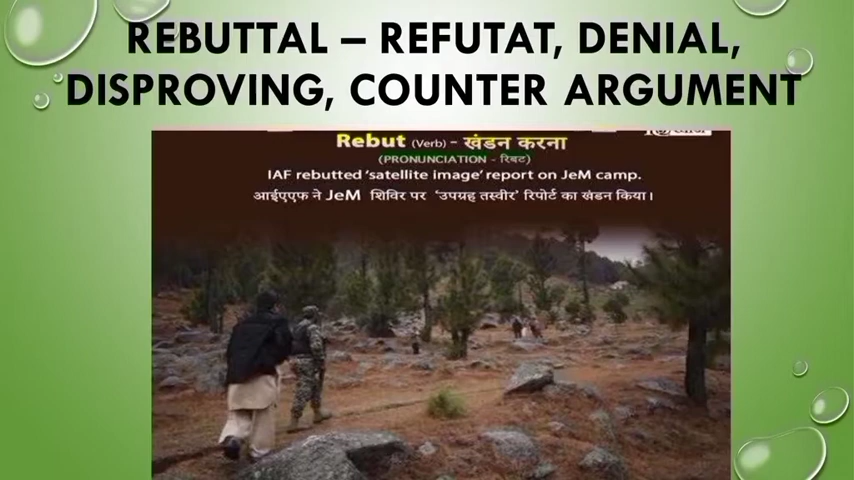 REBUTTAL – REFUTAT, DENIAL,
DISPROVING, COUNTER ARGUMENT
Rebut (Verb) – खंडन करना
(PRONUNCIATION - रिबट)
IAF rebutted 'satellite image' report on JeM camp.
आईएएफ ने JeM शिविर पर 'उपग्रह तस्वीर' रिपोर्ट का खंडन किया।